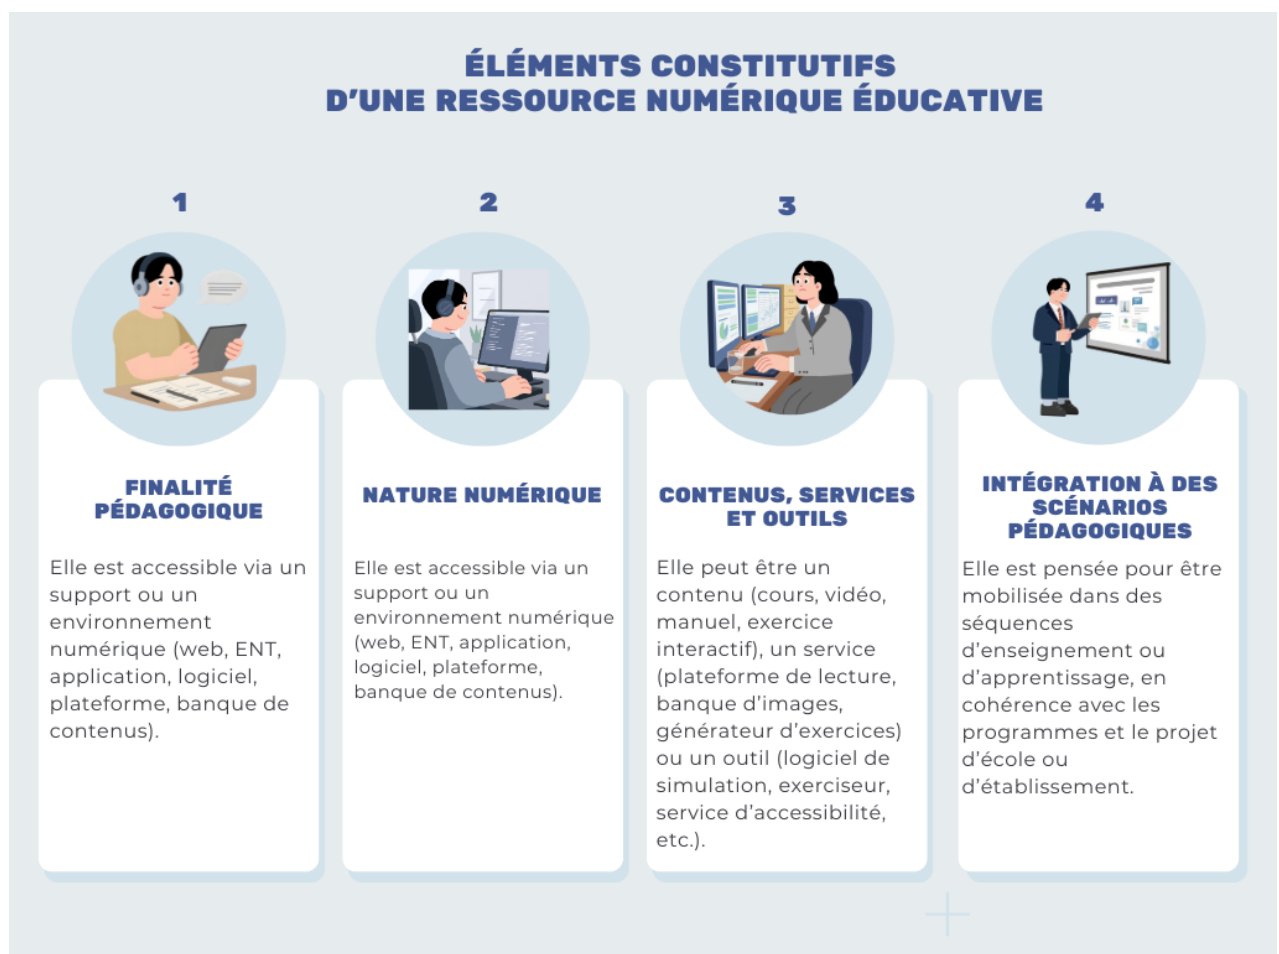 ÉLÉMENTS CONSTITUTIFS
D'UNE RESSOURCE NUMÉRIQUE ÉDUCATIVE
1
FINALITÉ
PÉDAGOGIQUE
Elle est accessible via un
support ou un
environnement
numérique (web, ENT,
application, logiciel,
plateforme, banque de
contenus).
2
NATURE NUMÉRIQUE
Elle est accessible via un
support ou un
environnement numérique
(web, ENT, application,
logiciel, plateforme,
banque de contenus).
3
CONTENUS, SERVICES
ET OUTILS
Elle peut être un
contenu (cours, vidéo,
manuel, exercice
interactif), un service
(plateforme de lecture,
banque d'images,
générateur d'exercices)
ou un outil (logiciel de
simulation, exerciseur,
service d'accessibilité,
etc.).
4
INTÉGRATION À DES
SCÉNARIOS
PÉDAGOGIQUES
Elle est pensée pour être
mobilisée dans des
séquences
d'enseignement ou
d'apprentissage, en
cohérence avec les
programmes et le projet
d'école ou
d'établissement.